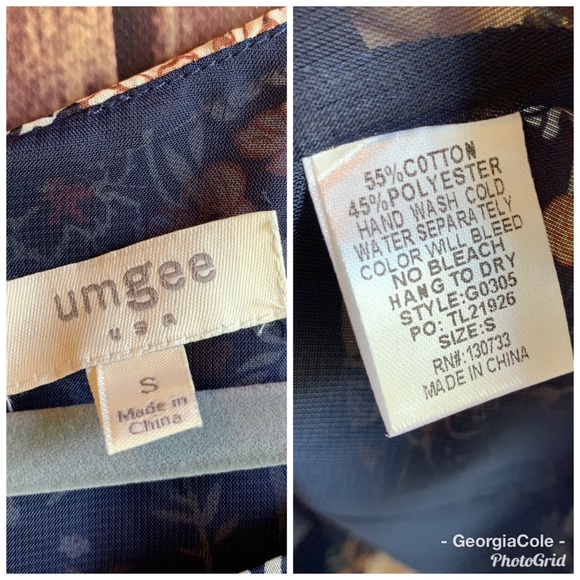 umgee
usa
S
Made in
China
55%COTTON
45%POLYESTER
HAND WASH COLD
WATER SEPARATELY
COLOR WILL BLEED
NO BLEACH
HANG TO DRY
STYLE:G0305
PO: TL21926
SIZE:S
RN#:130733
MADE IN CHINA
- GeorgiaCole -
PhotoGrid